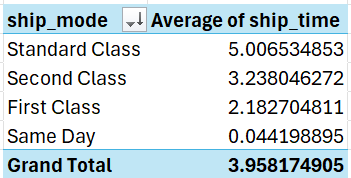 ship_mode Average of ship_time
Standard Class 5.006534853
Second Class 3.238046272
First Class 2.182704811
Same Day 0.044198895
Grand Total 3.958174905